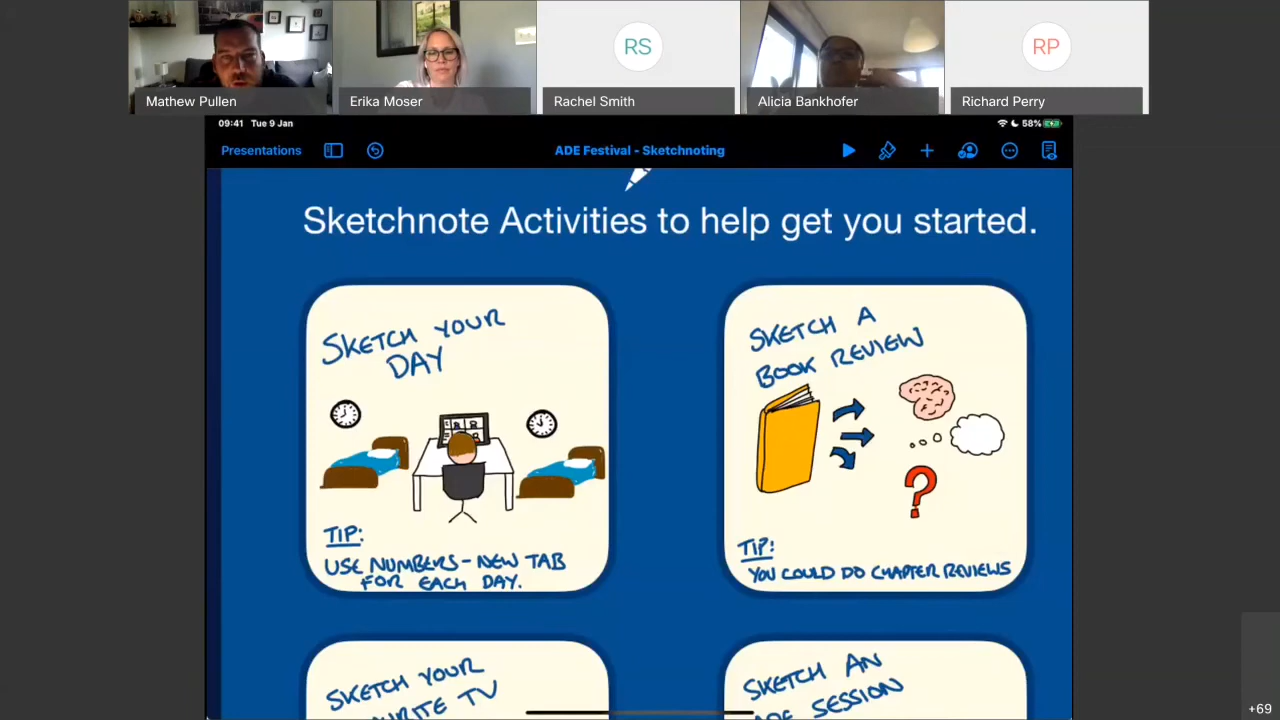 RS
RP
Mathew Pullen
Erika Moser
Rachel Smith
Alicia Bankhofer
Richard Perry
09:41 Tue 9 Jan
58%
Presentations
ADE Festival - Sketchnoting
Sketchnote Activities to help get you started.
SKETCH YOUR
DAY
TIP:
USE NUMBERS - NEW TAB
FOR EACH DAY.
SKETCH A
BOOK REVIEW
TIP:
YOU COULD DO CHAPTER REVIEWS
SKETCH YOUR
TV
SKETCH AN
SESSION
+69